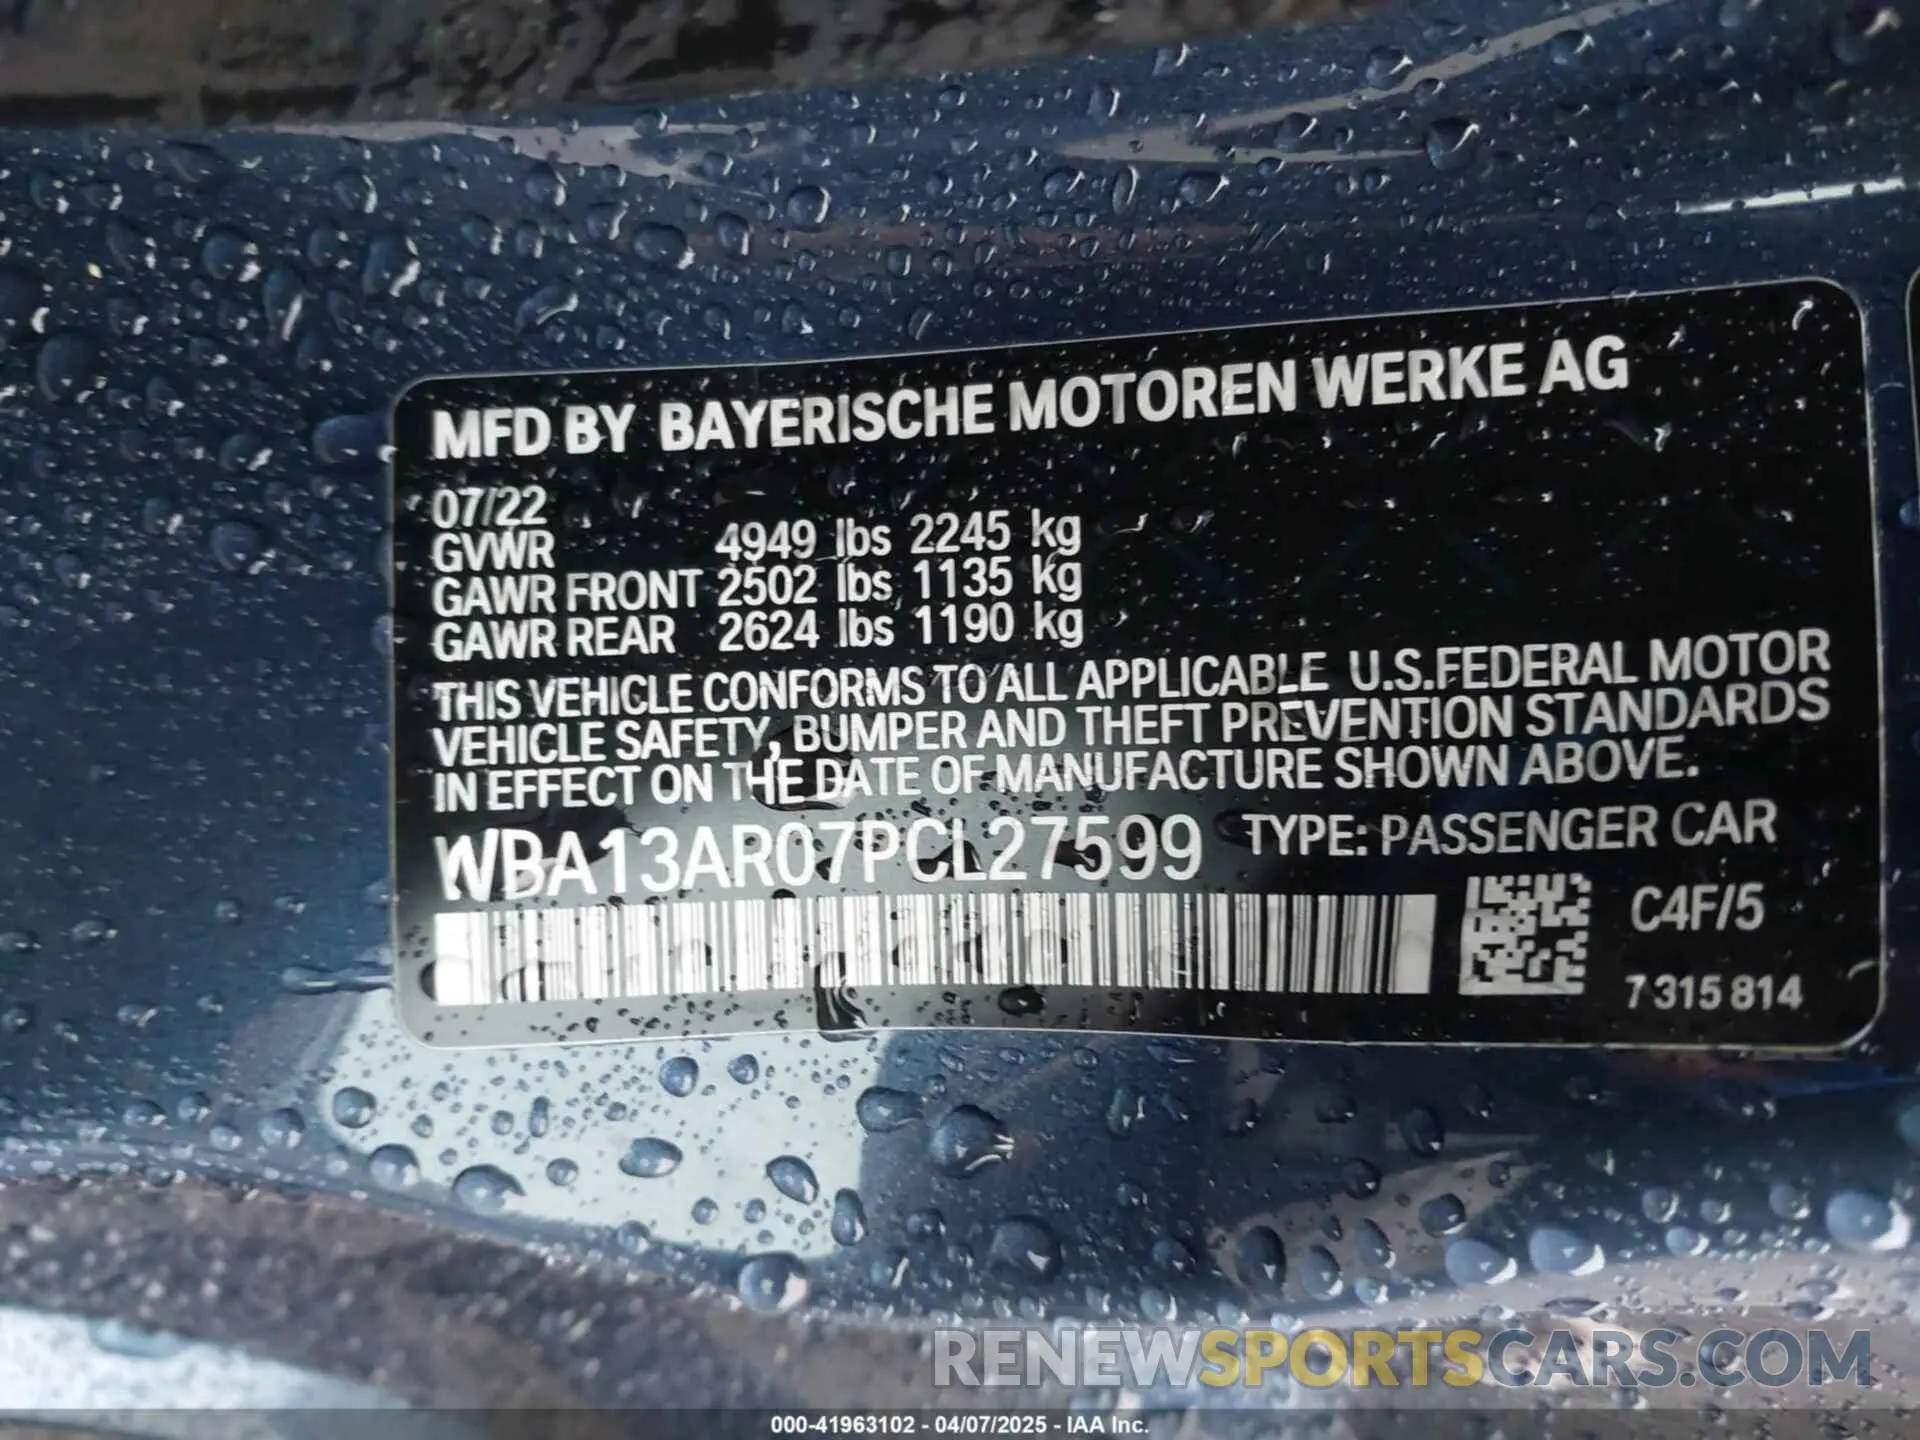 MFD BY BAYERISCHE MOTOREN WERKE AG
07/22
GVWR 4949 lbs 2245 kg
GAWR FRONT 2502 lbs 1135 kg
GAWR REAR 2624 lbs 1190 kg
THIS VEHICLE CONFORMS TO ALL APPLICABLE U.S.FEDERAL MOTOR
VEHICLE SAFETY, BUMPER AND THEFT PREVENTION STANDARDS
IN EFFECT ON THE DATE OF MANUFACTURE SHOWN ABOVE.
WBA13AR07PCL27599 TYPE: PASSENGER CAR
C4F/5
7 315 814
RENEWSPORTSCARS.COM
000-41963102 - 04/07/2025 - IAA Inc.